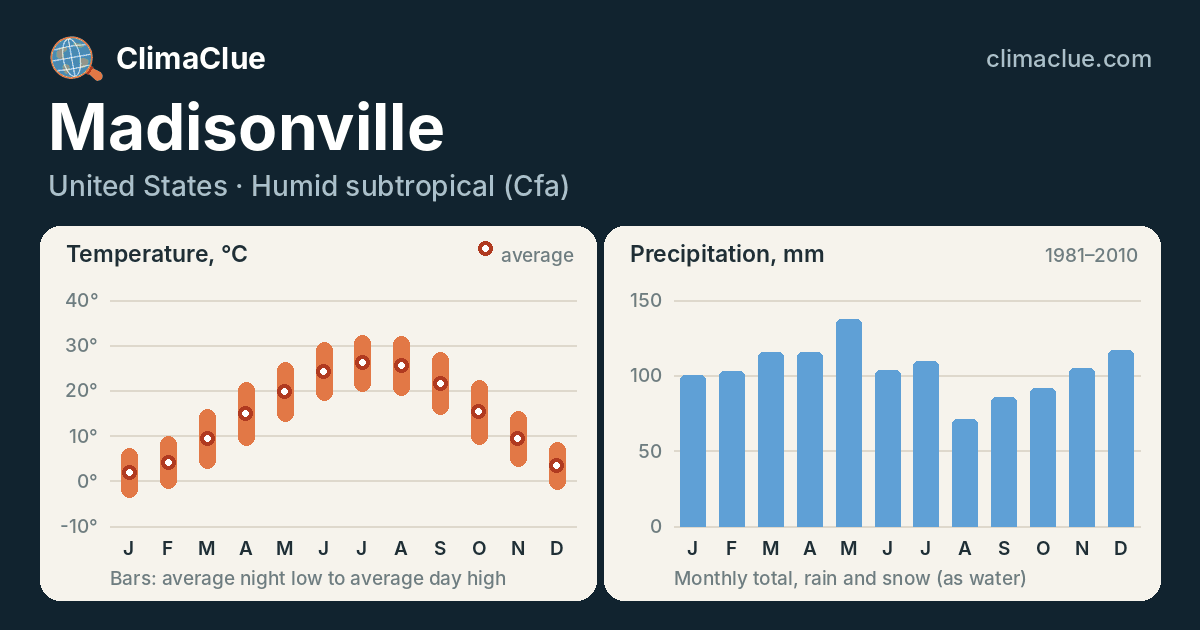 ClimaClue
climaclue.com
Madisonville
United States · Humid subtropical (Cfa)
Temperature, °C
average
40°
30°
20°
10°
0°
-10°
J F M A M J J A S O N D
Bars: average night low to average day high
Precipitation, mm
1981–2010
150
100
50
0
J F M A M J J A S O N D
Monthly total, rain and snow (as water)